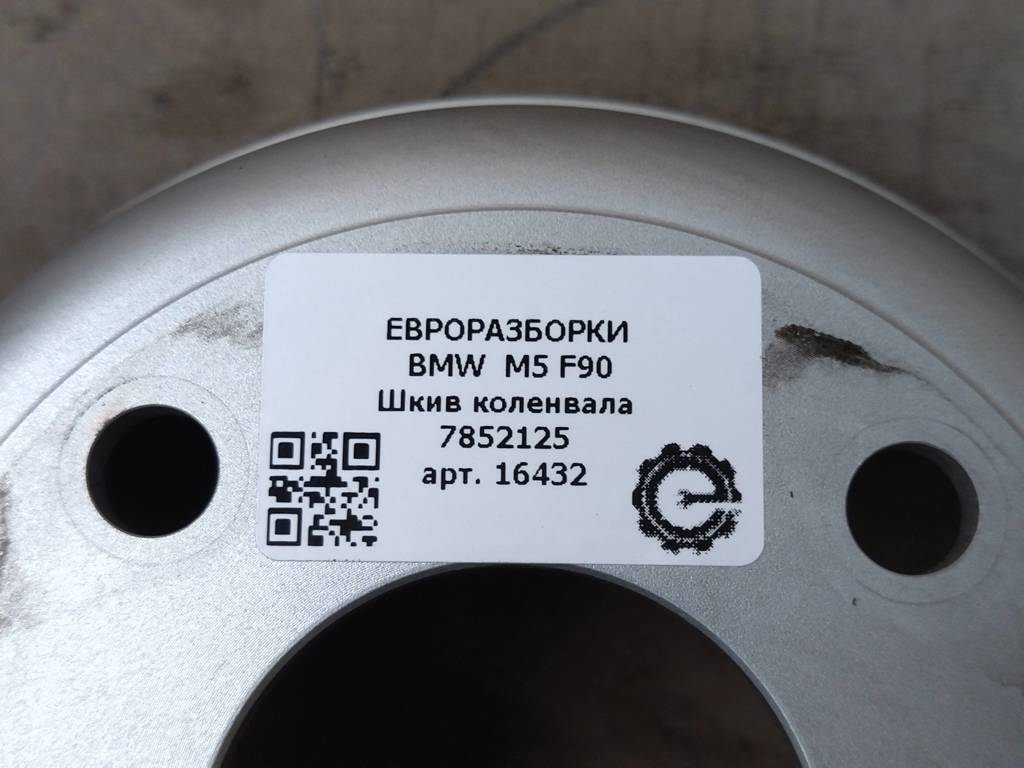 ЕВРОРАЗБОРКИ
BMW M5 F90
Шкив коленвала
7852125
арт. 16432